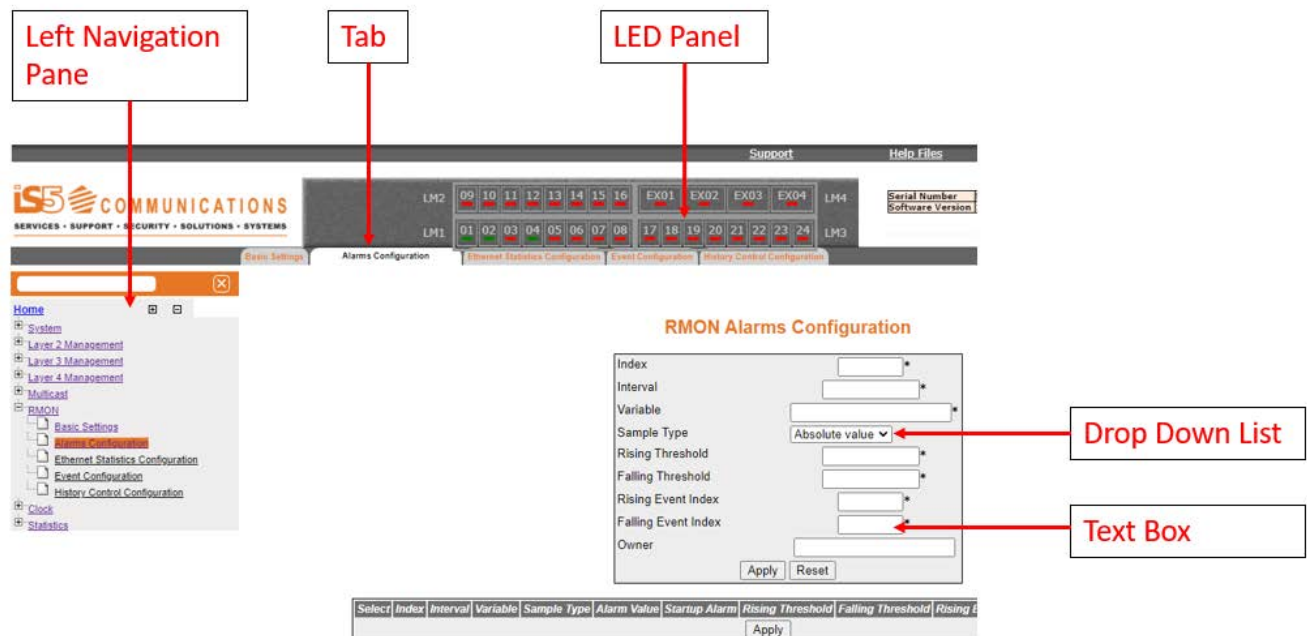 Left Navigation
Pane
Tab
LED Panel
Support
Help Files
iS5 COMMUNICATIONS
SERVICES • SUPPORT • SECURITY • SOLUTIONS • SYSTEMS
LM2 09 10 11 12 13 14 15 16 EX01 EX02 EX03 EX04 LM4
LM1 01 02 03 04 05 06 07 08 17 18 19 20 21 22 23 24 LM3
Serial Number
Software Version
Basic Settings
Alarms Configuration
Ethernet Statistics Configuration
Event Configuration
History Control Configuration
Home
System
Layer 2 Management
Layer 3 Management
Layer 4 Management
Multicast
RMON
Basic Settings
Alarms Configuration
Ethernet Statistics Configuration
Event Configuration
History Control Configuration
Clock
Statistics
RMON Alarms Configuration
Index *
Interval *
Variable *
Sample Type Absolute value
Rising Threshold *
Falling Threshold *
Rising Event Index *
Falling Event Index *
Owner
Apply Reset
Drop Down List
Text Box
Select Index Interval Variable Sample Type Alarm Value Startup Alarm Rising Threshold Falling Threshold Rising
Apply